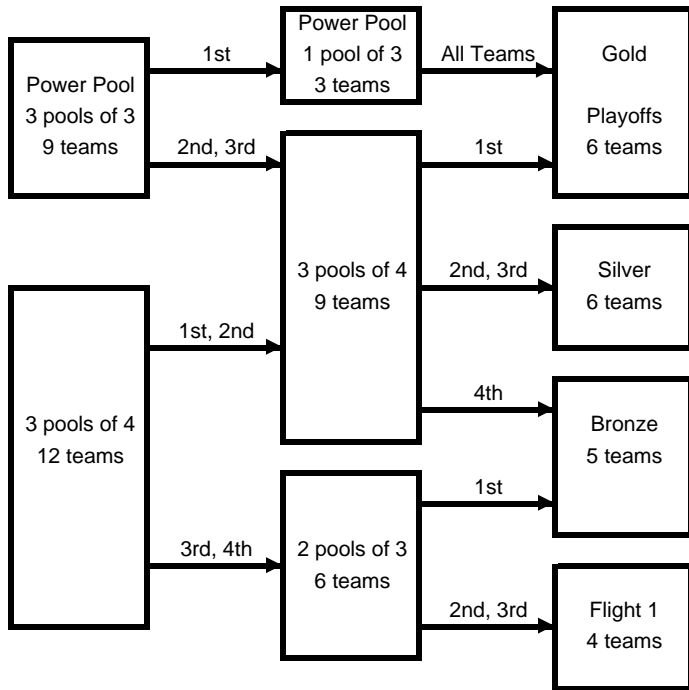 Power Pool
3 pools of 3
9 teams
1st
2nd, 3rd
Power Pool
1 pool of 3
3 teams
All Teams
Gold
Playoffs
6 teams
3 pools of 4
9 teams
1st
2nd, 3rd
4th
Silver
6 teams
3 pools of 4
12 teams
1st, 2nd
3rd, 4th
2 pools of 3
6 teams
1st
2nd, 3rd
Bronze
5 teams
Flight 1
4 teams